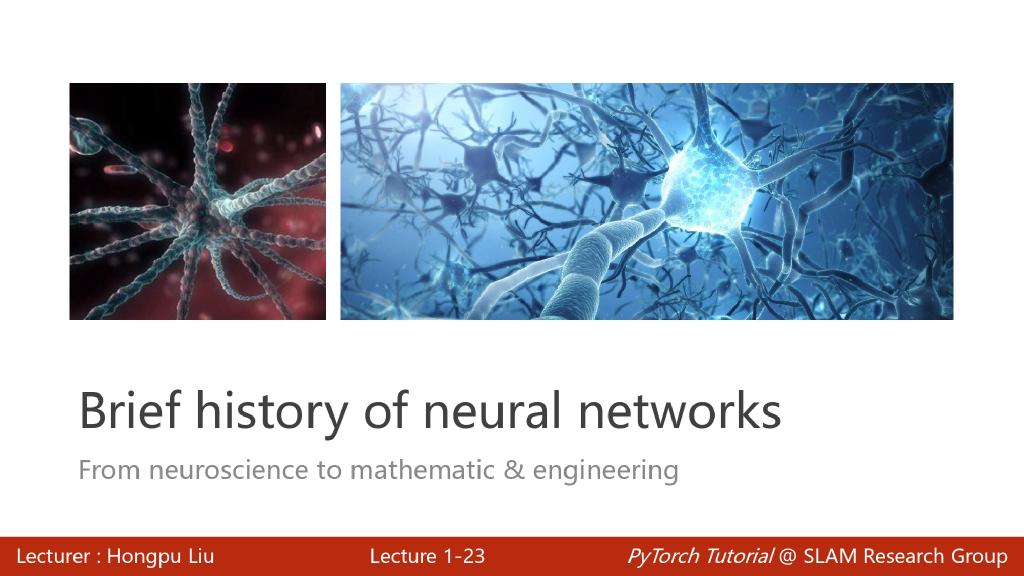 Brief history of neural networks
From neuroscience to mathematic & engineering
Lecturer : Hongpu Liu
Lecture 1-23
PyTorch Tutorial @ SLAM Research Group